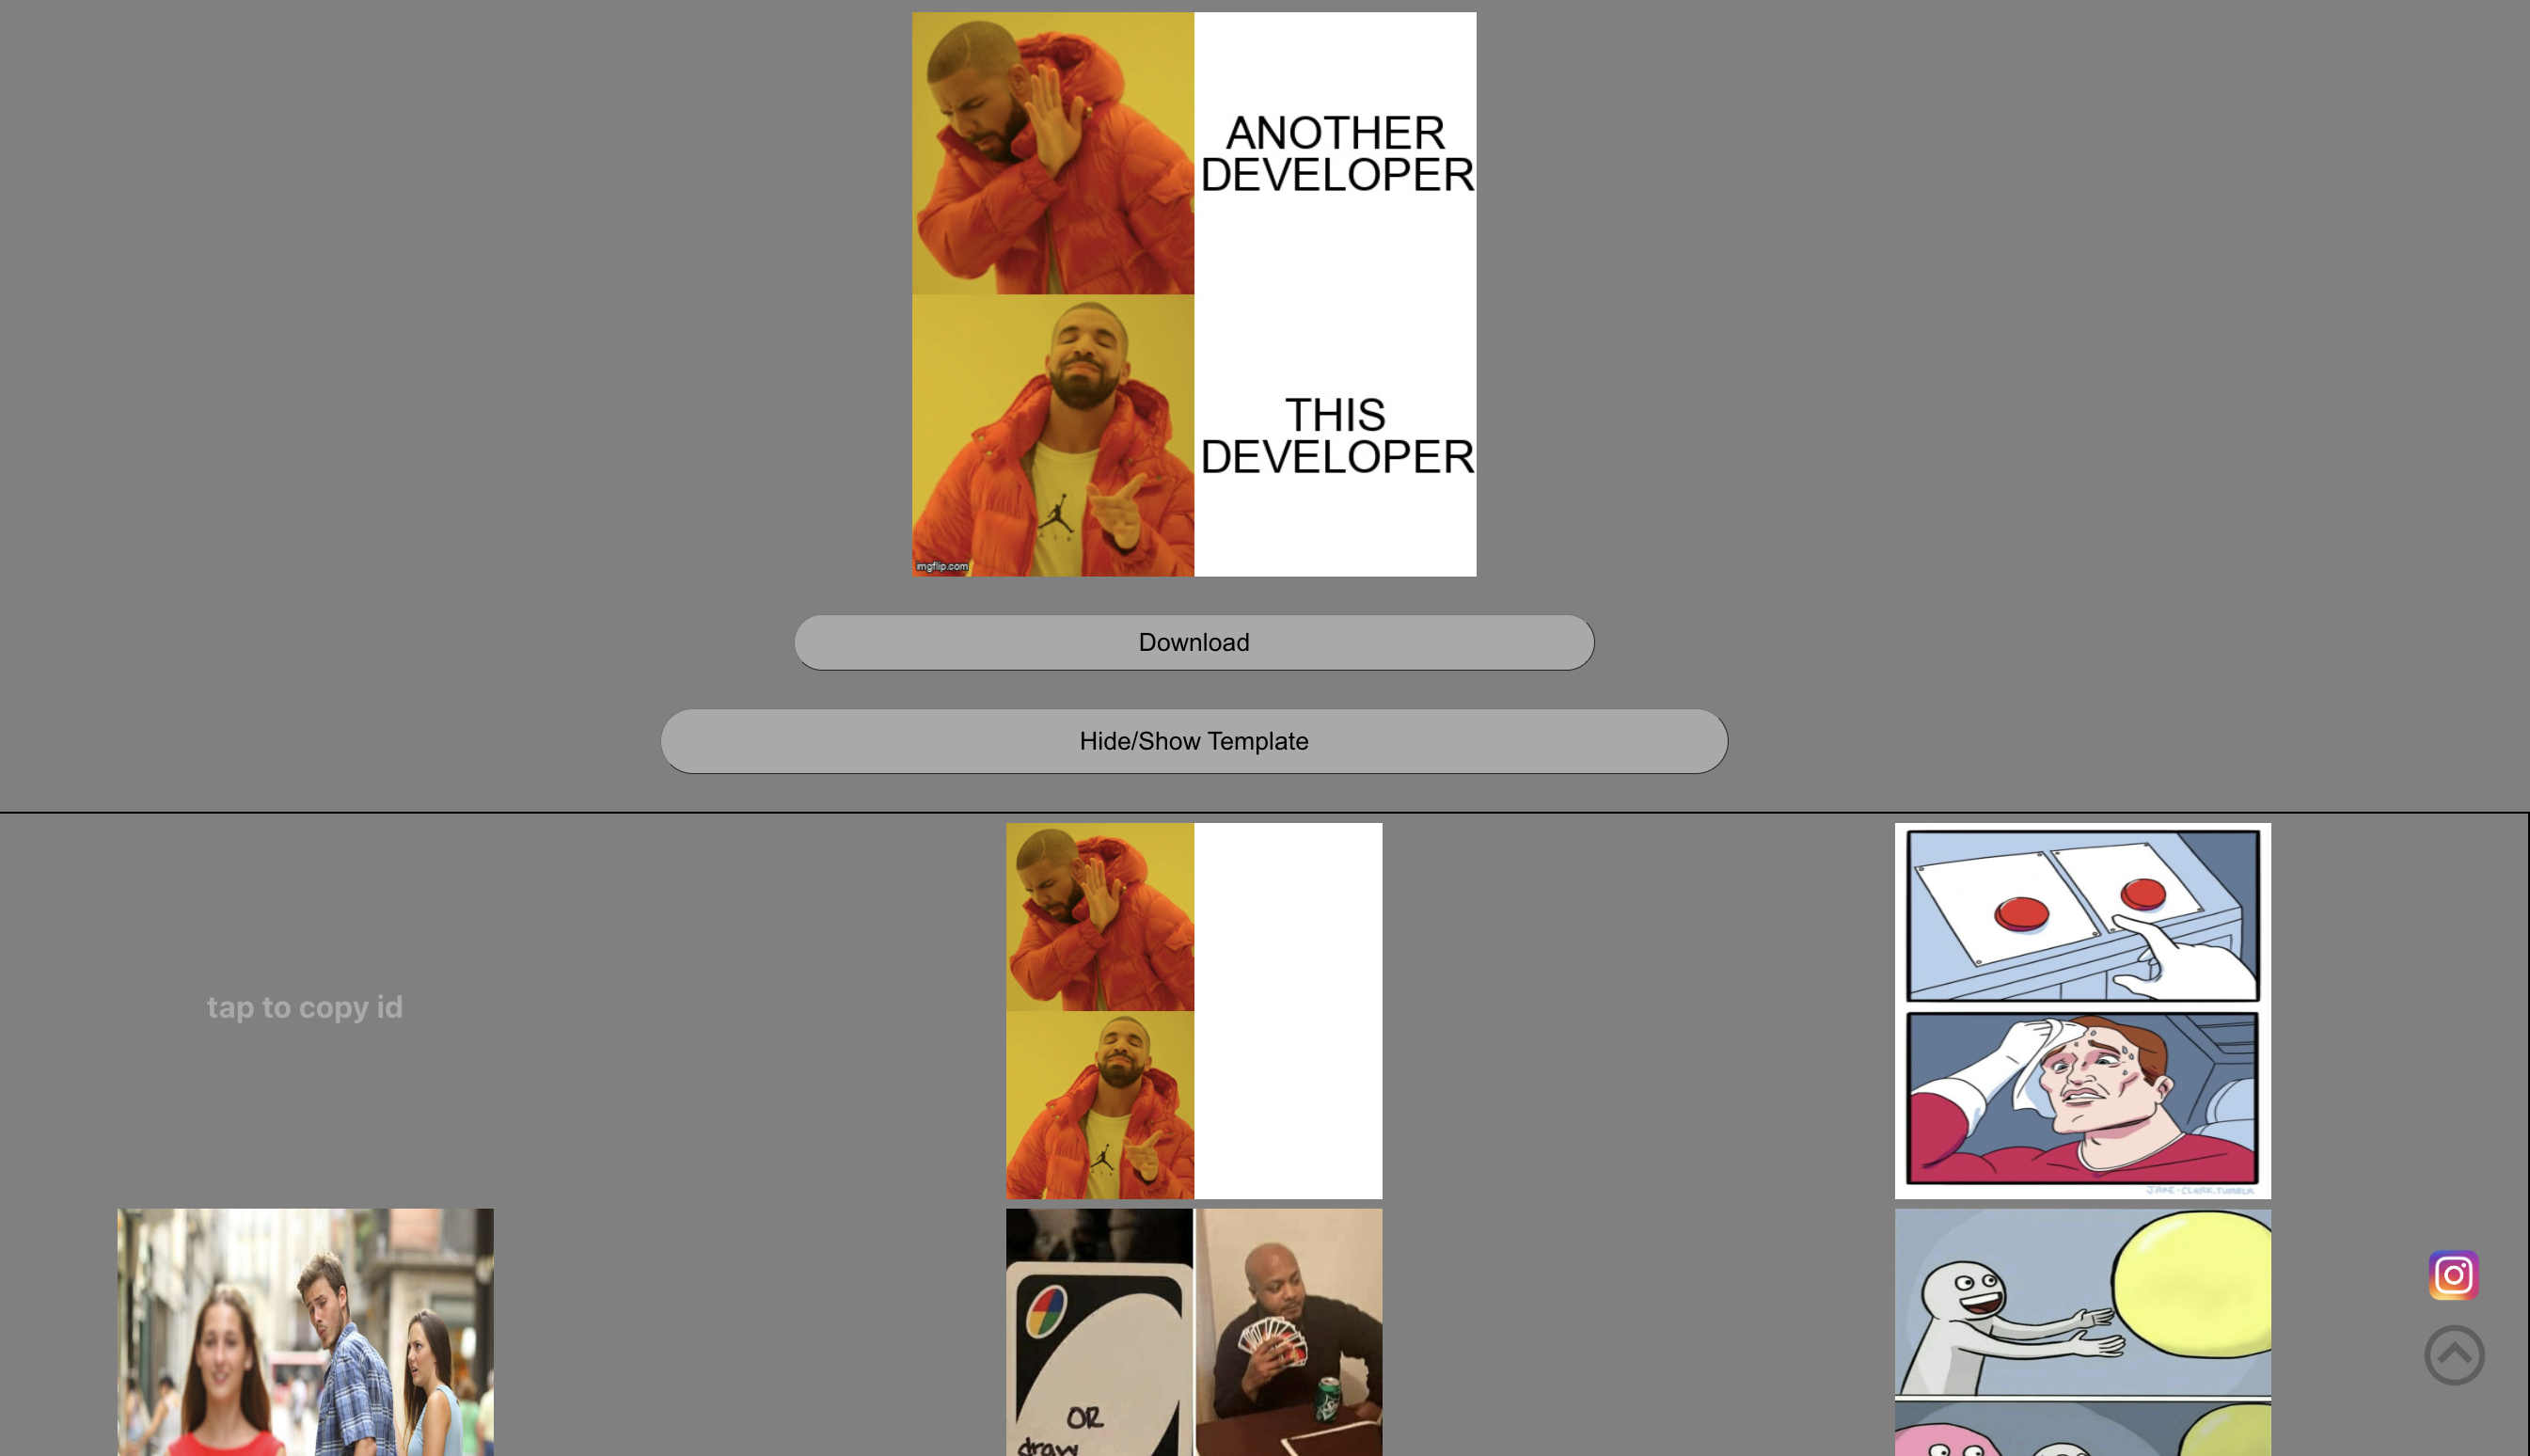 ANOTHER
DEVELOPER
THIS
DEVELOPER
imgflip.com
Download
Hide/Show Template
tap to copy id
JAKE-CLARK.TUMBLR
OR
draw